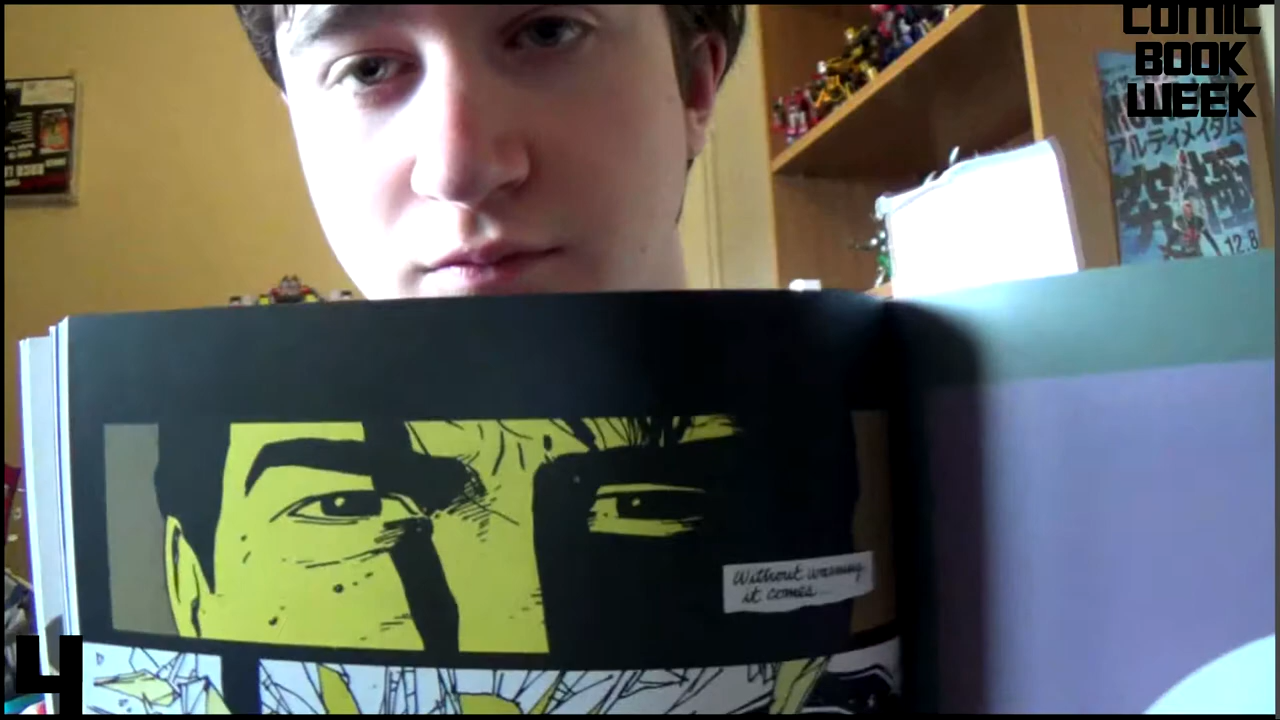 COMIC
BOOK
WEEK
アルティメイタム
12.8
Without warning
it comes...
4